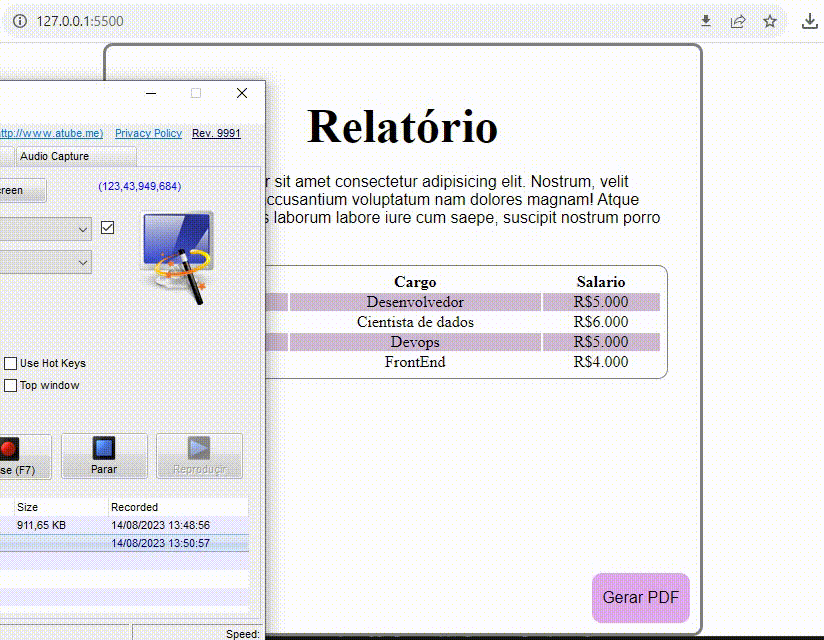 127.0.0.1:5500
Relatório
http://www.atube.me) Privacy Policy Rev. 9991
Audio Capture
(123,43,949,684)
Use Hot Keys
Top window
(F7) Parar Reproduçir
Size Recorded
911,65 KB 14/08/2023 13:48:56
14/08/2023 13:50:57
Speed:
sit amet consectetur adipisicing elit. Nostrum, velit
accusantium voluptatum nam dolores magnam! Atque
laborum labore iure cum saepe, suscipit nostrum porro
Cargo Salario
Desenvolvedor R$5.000
Cientista de dados R$6.000
Devops R$5.000
FrontEnd R$4.000
Gerar PDF